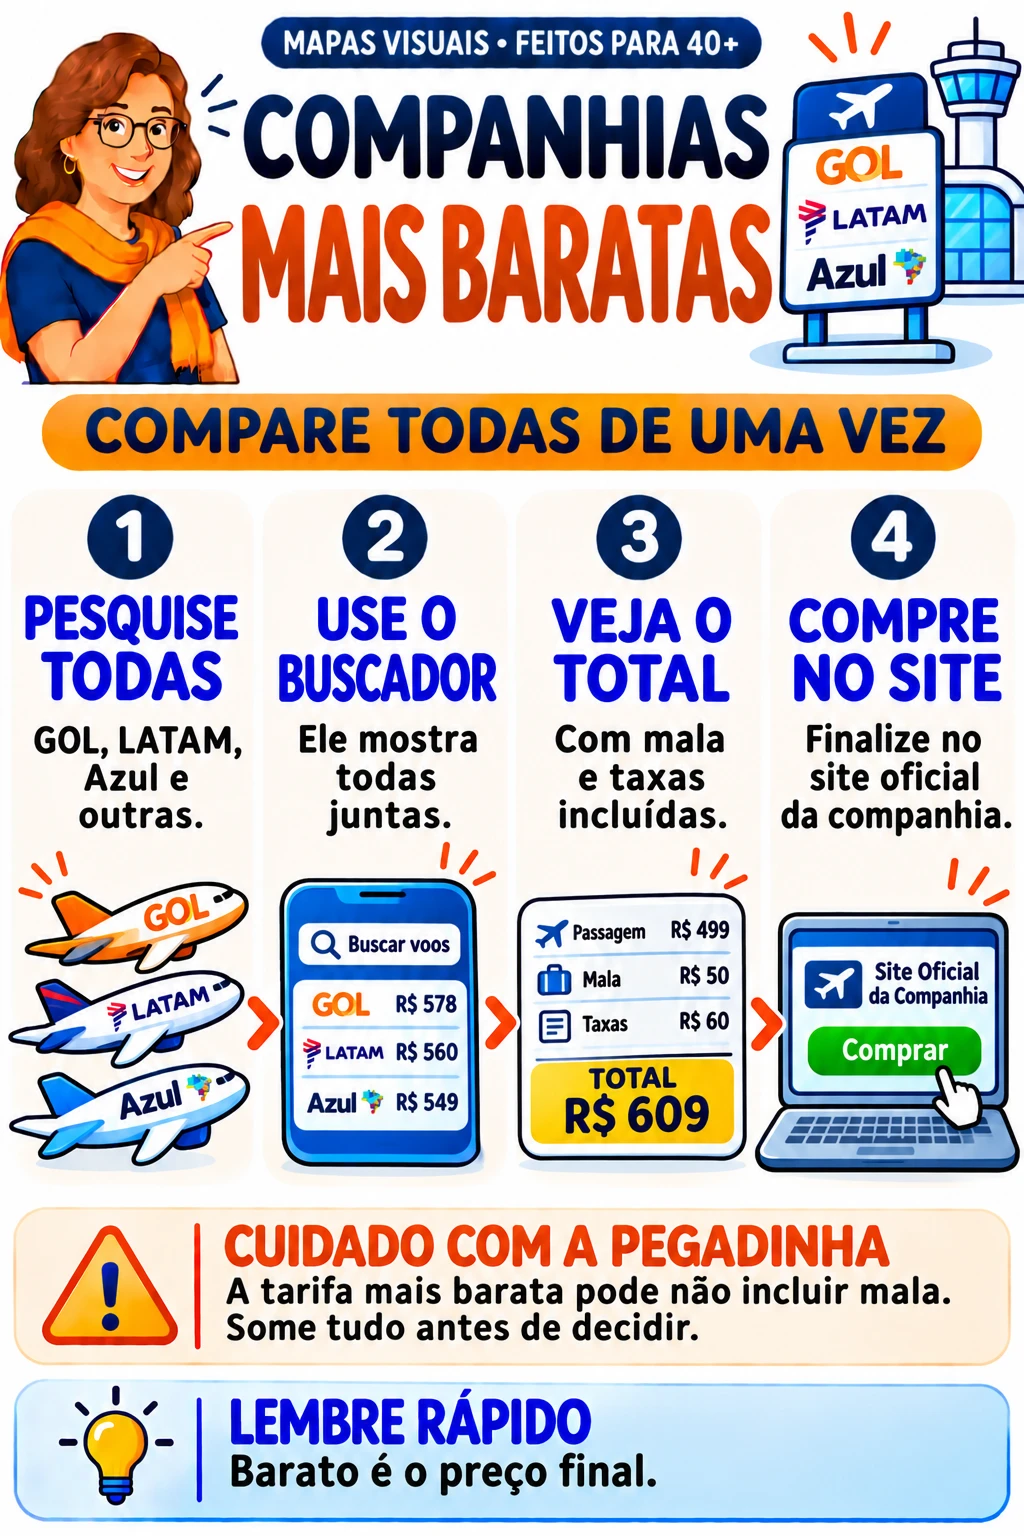 MAPAS VISUAIS • FEITOS PARA 40+
COMPANHIAS
MAIS BARATAS
GOL
LATAM
Azul
COMPARE TODAS DE UMA VEZ
1
PESQUISE
TODAS
GOL, LATAM,
Azul e
outras.
GOL
LATAM
Azul
2
USE O
BUSCADOR
Ele mostra
todas
juntas.
Buscar voos
GOL R$ 578
LATAM R$ 560
Azul R$ 549
3
VEJA O
TOTAL
Com mala
e taxas
incluídas.
Passagem R$ 499
Mala R$ 50
Taxas R$ 60
TOTAL
R$ 609
4
COMPRE
NO SITE
Finalize no
site oficial
da companhia.
Site Oficial
da Companhia
Comprar
CUIDADO COM A PEGADINHA
A tarifa mais barata pode não incluir mala.
Some tudo antes de decidir.
LEMBRE RÁPIDO
Barato é o preço final.